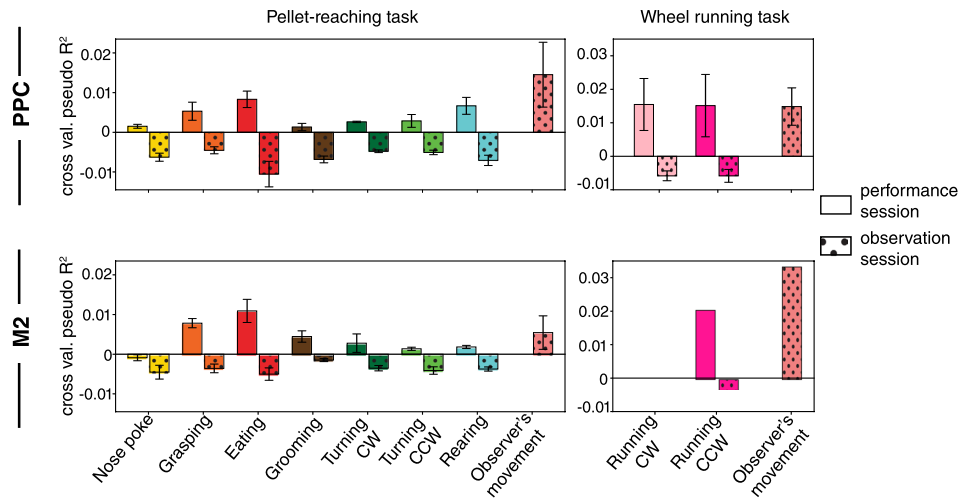 Pellet-reaching task
Wheel running task
PPC
cross val. pseudo R²
0.02
0.01
0
-0.01
0.03
0.02
0.01
0
-0.01
performance
session
observation
session
M2
cross val. pseudo R²
0.02
0.01
0
-0.01
0.03
0.02
0.01
0
-0.01
Nose poke
Grasping
Eating
Grooming
Turning
CW
Turning
CCW
Rearing
Observer's
movement
Running
CW
Running
CCW
Observer's
movement